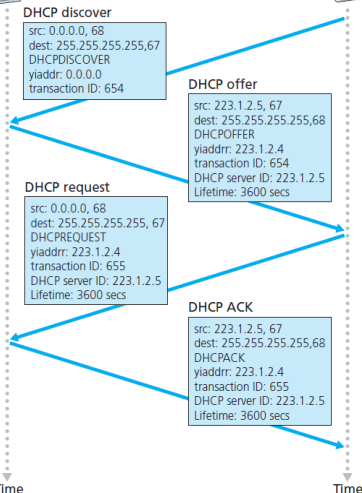 DHCP discover
src: 0.0.0.0, 68
dest: 255.255.255.255,67
DHCPDISCOVER
yiaddr: 0.0.0.0
transaction ID: 654
DHCP offer
src: 223.1.2.5, 67
dest: 255.255.255.255,68
DHCPOFFER
yiaddrr: 223.1.2.4
transaction ID: 654
DHCP server ID: 223.1.2.5
Lifetime: 3600 secs
DHCP request
src: 0.0.0.0, 68
dest: 255.255.255.255, 67
DHCPREQUEST
yiaddrr: 223.1.2.4
transaction ID: 655
DHCP server ID: 223.1.2.5
Lifetime: 3600 secs
DHCP ACK
src: 223.1.2.5, 67
dest: 255.255.255.255,68
DHCPACK
yiaddrr: 223.1.2.4
transaction ID: 655
DHCP server ID: 223.1.2.5
Lifetime: 3600 secs
Time
Time